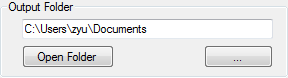 Output Folder
C:\Users\zyu\Documents
Open Folder ...